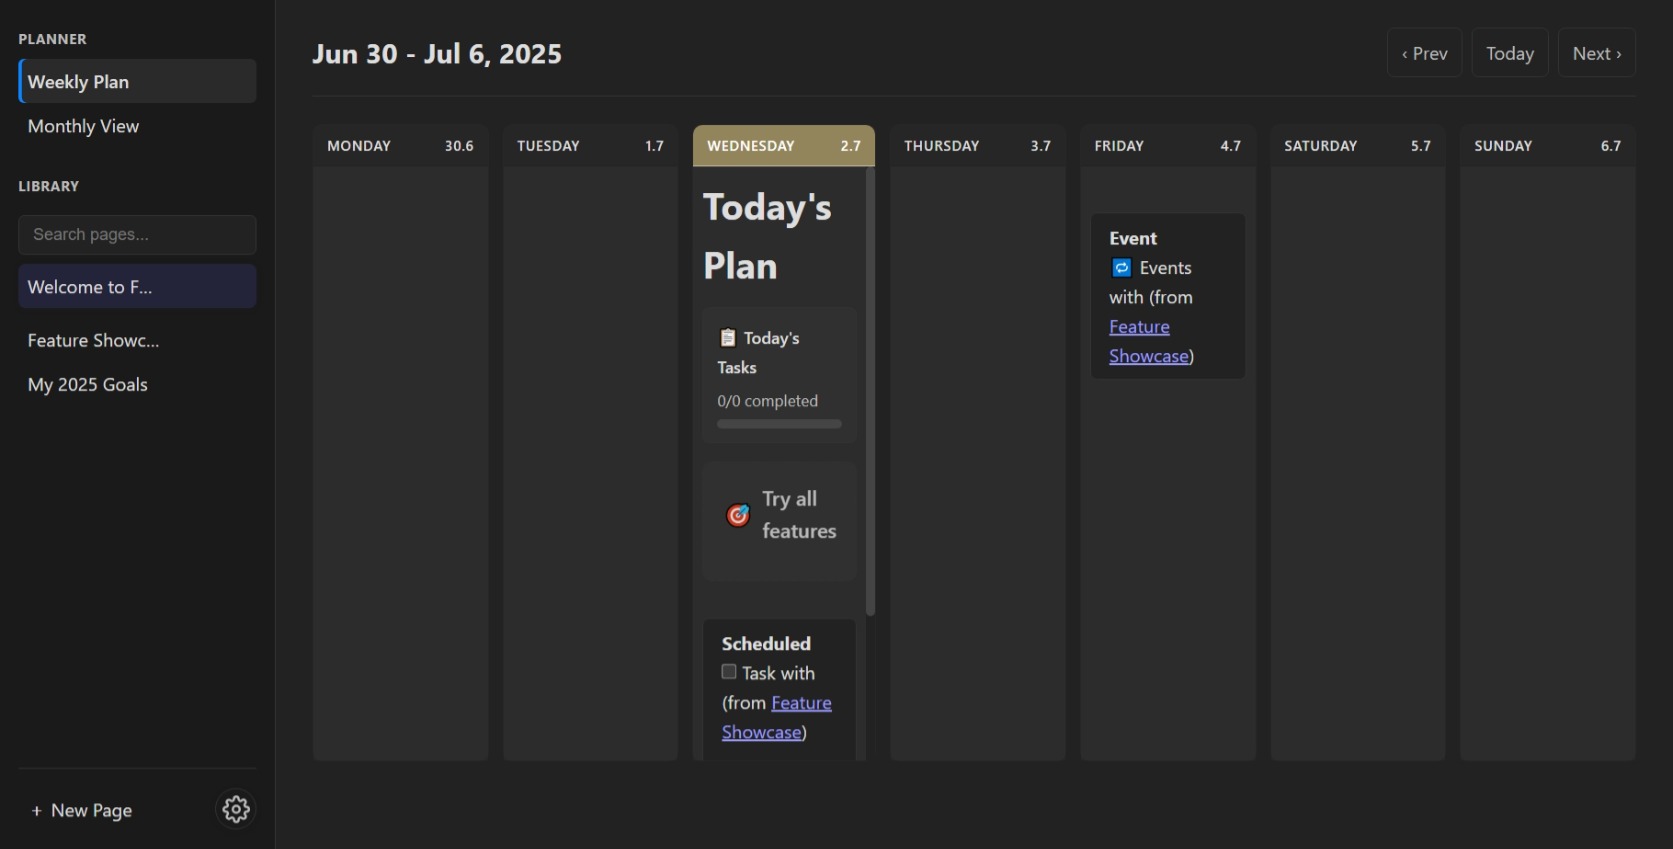 PLANNER
Weekly Plan
Monthly View
LIBRARY
Search pages...
Welcome to F...
Feature Showc...
My 2025 Goals
+ New Page
Jun 30 - Jul 6, 2025
‹ Prev
Today
Next ›
MONDAY 30.6
TUESDAY 1.7
WEDNESDAY 2.7
Today's
Plan
📋 Today's
Tasks
0/0 completed
🎯 Try all
features
Scheduled
Task with
(from Feature
Showcase)
THURSDAY 3.7
FRIDAY 4.7
Event
🔁 Events
with (from
Feature
Showcase)
SATURDAY 5.7
SUNDAY 6.7